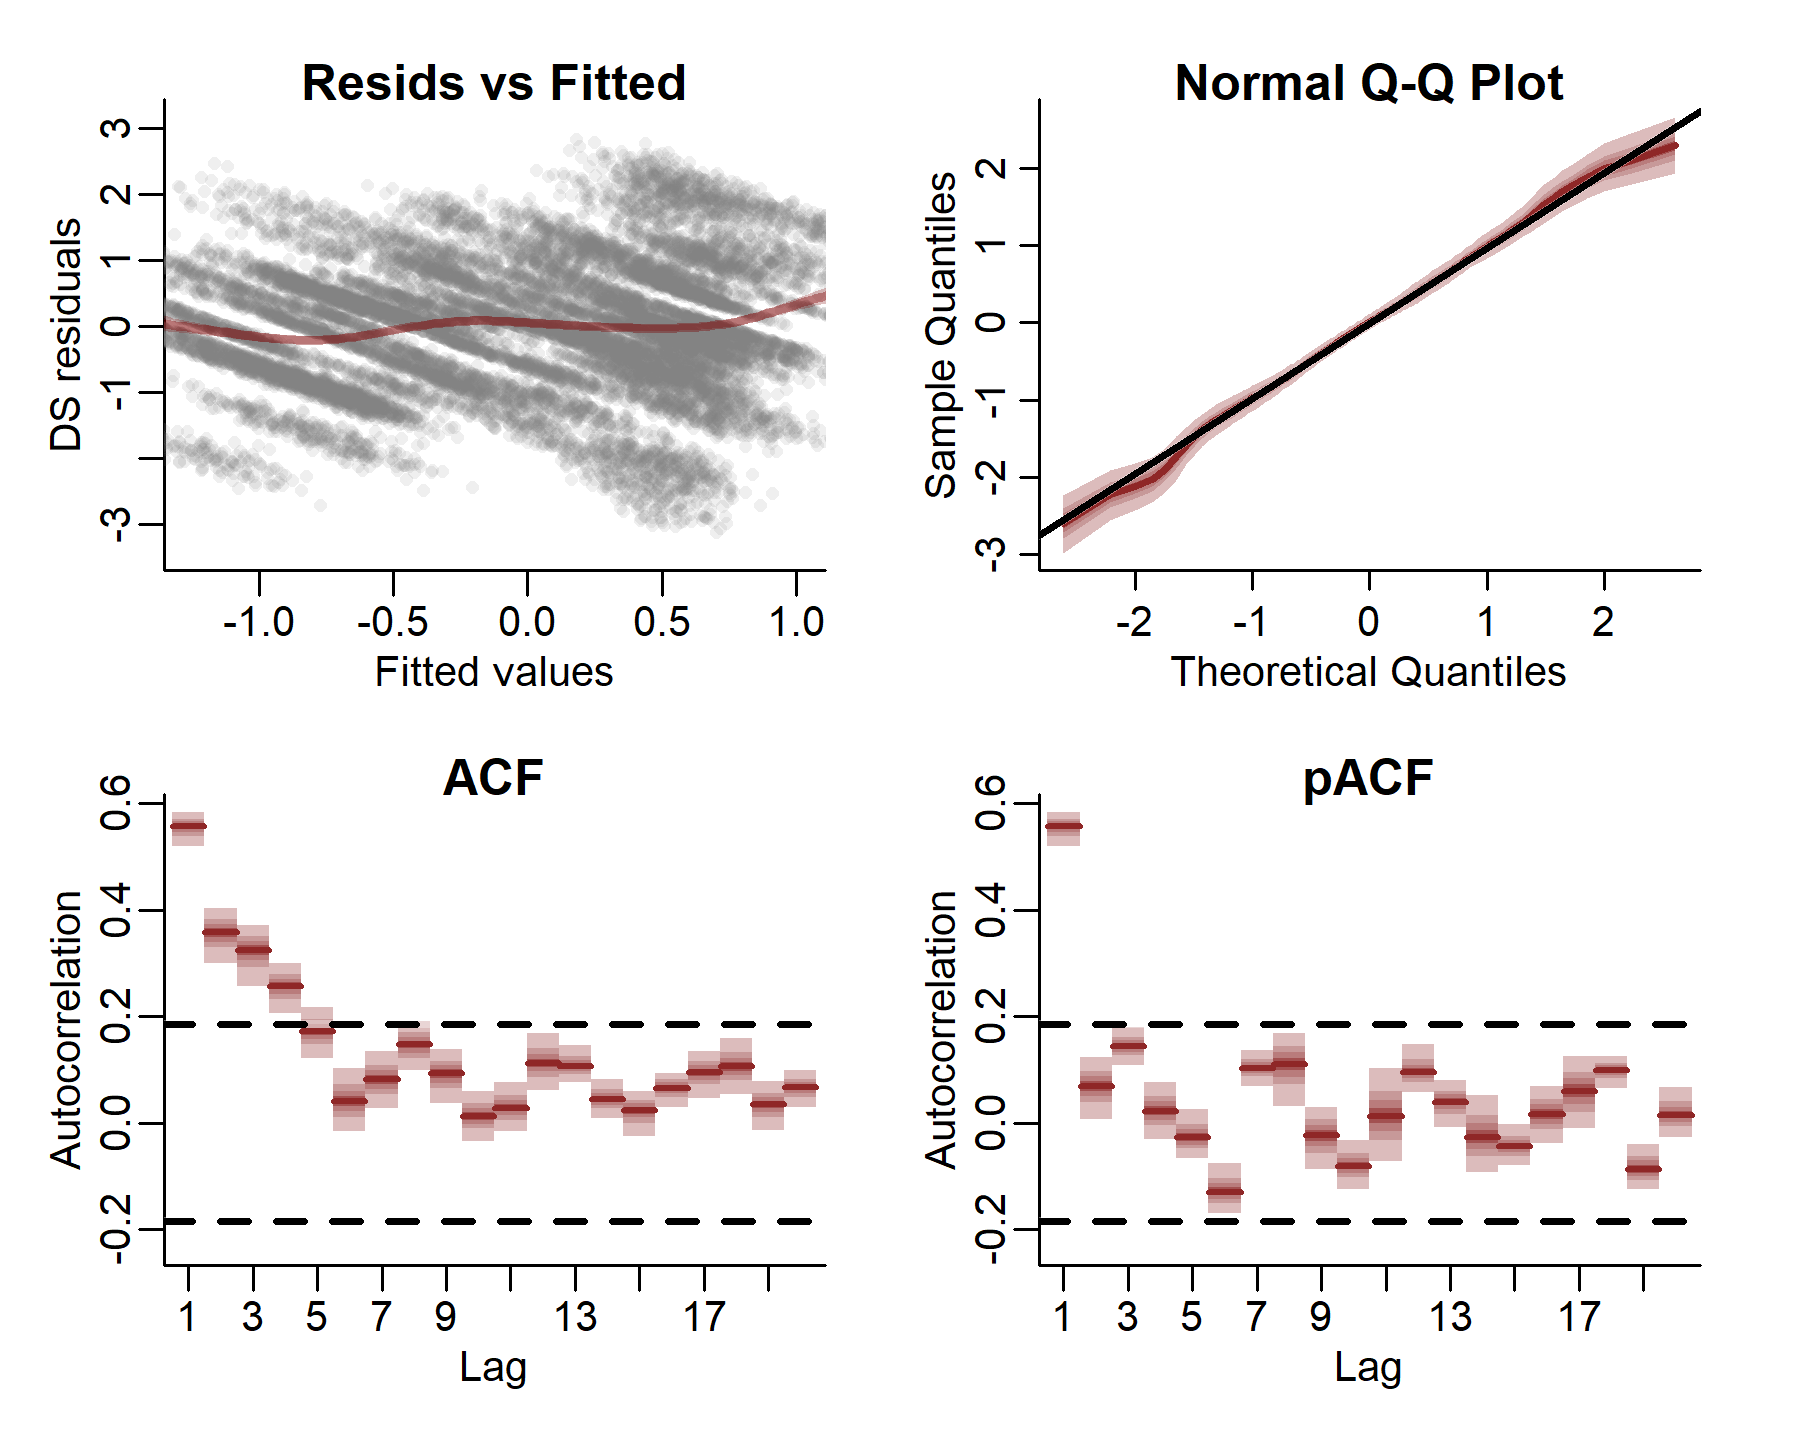 Resids vs Fitted
DS residuals
3
2
1
0
-1
-3
-1.0 -0.5 0.0 0.5 1.0
Fitted values
Normal Q-Q Plot
Sample Quantiles
2
1
0
-1
-2
-3
-2 -1 0 1 2
Theoretical Quantiles
ACF
Autocorrelation
0.6
0.4
0.2
0.0
-0.2
1 3 5 7 9 13 17
Lag
pACF
Autocorrelation
0.6
0.4
0.2
0.0
-0.2
1 3 5 7 9 13 17
Lag